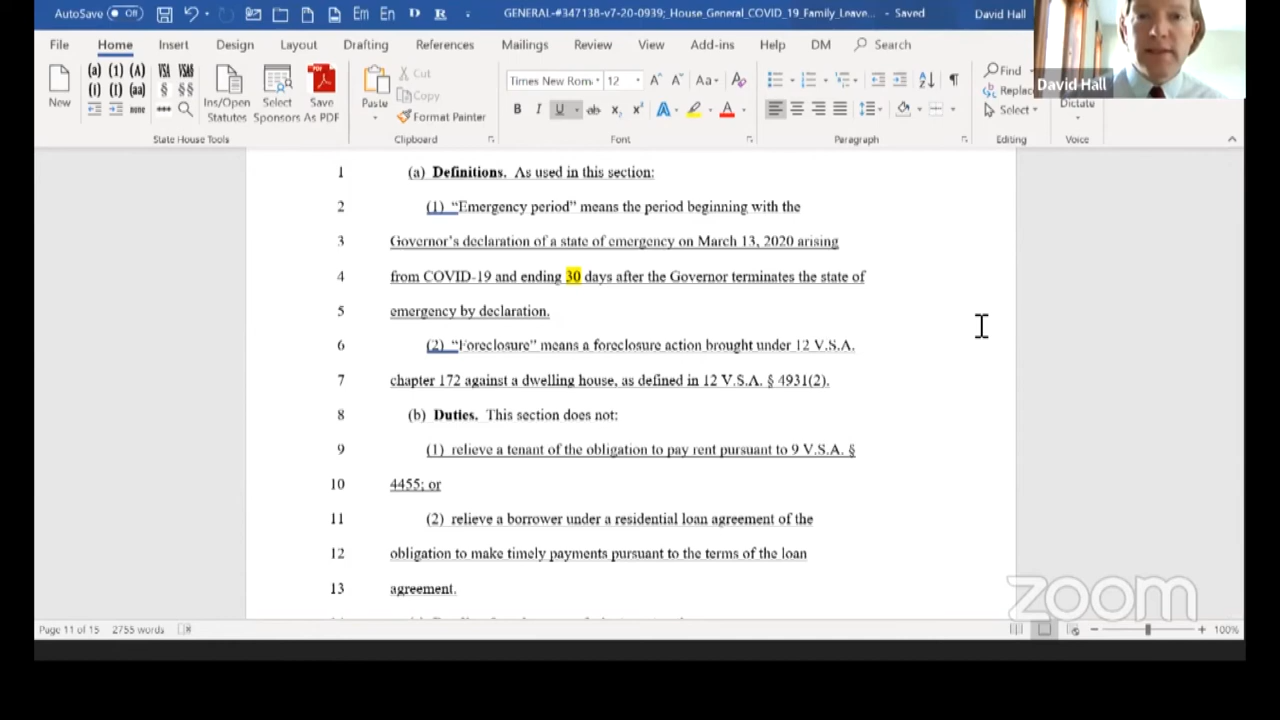 AutoSave Off GENERAL-#347138-v7-20-0939;_House_General_COVID_19_Family_Leave... - Saved David Hall
File Home Insert Design Layout Drafting References Mailings Review View Add-ins Help DM Search
New Ins/Open Statutes Select Sponsors Save As PDF Paste Cut Copy Format Painter Times New Rom 12 Find Replace Select Dictate
David Hall
State House Tools Clipboard Font Paragraph Editing Voice
1 (a) Definitions. As used in this section:
2 (1) “Emergency period” means the period beginning with the
3 Governor’s declaration of a state of emergency on March 13, 2020 arising
4 from COVID-19 and ending 30 days after the Governor terminates the state of
5 emergency by declaration.
6 (2) “Foreclosure” means a foreclosure action brought under 12 V.S.A.
7 chapter 172 against a dwelling house, as defined in 12 V.S.A. § 4931(2).
8 (b) Duties. This section does not:
9 (1) relieve a tenant of the obligation to pay rent pursuant to 9 V.S.A. §
10 4455; or
11 (2) relieve a borrower under a residential loan agreement of the
12 obligation to make timely payments pursuant to the terms of the loan
13 agreement.
zoom
Page 11 of 15 2755 words 100%